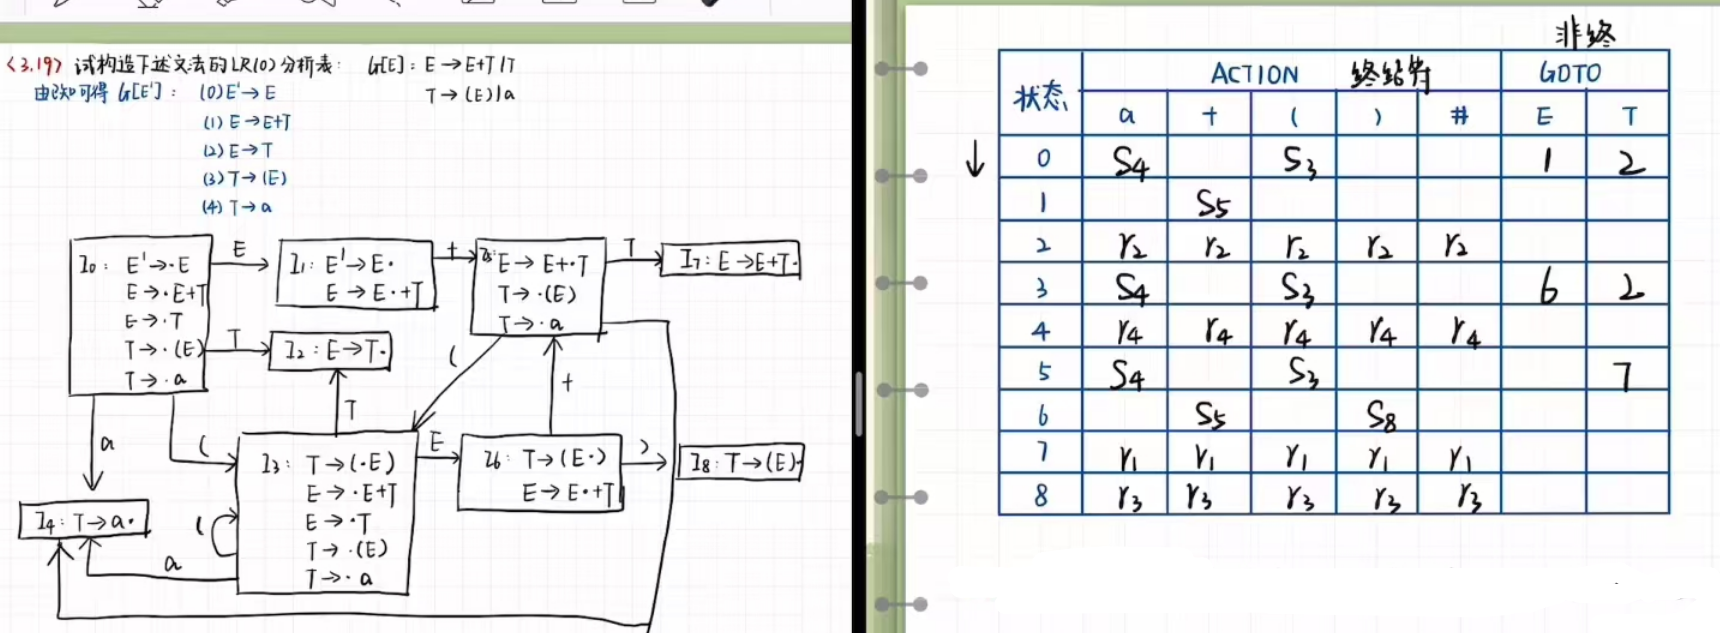 〈3.19〉 试构造下述文法的LR(0)分析表: G[E]: E→E+T|T
T→(E)|a
由改知可得 G[E']: (0) E'→E
(1) E→E+T
(2) E→T
(3) T→(E)
(4) T→a
I0: E'→·E
E→·E+T
E→·T
T→·(E)
T→·a
E
I1: E'→E·
E→E·+T
+
I5: E→E+·T
T→·(E)
T→·a
T
I7: E→E+T·
T
I2: E→T·
(
+
T
a
(
I3: T→(·E)
E→·E+T
E→·T
T→·(E)
T→·a
E
I6: T→(E·)
E→E·+T
)
I8: T→(E)·
I4: T→a·
(
a
非终
状态 ACTION 终结符 GOTO
a + ( ) # E T
↓ 0 S4 S3 1 2
1 S5
2 r2 r2 r2 r2 r2
3 S4 S3 6 2
4 r4 r4 r4 r4 r4
5 S4 S3 7
6 S5 S8
7 r1 r1 r1 r1 r1
8 r3 r3 r3 r3 r3